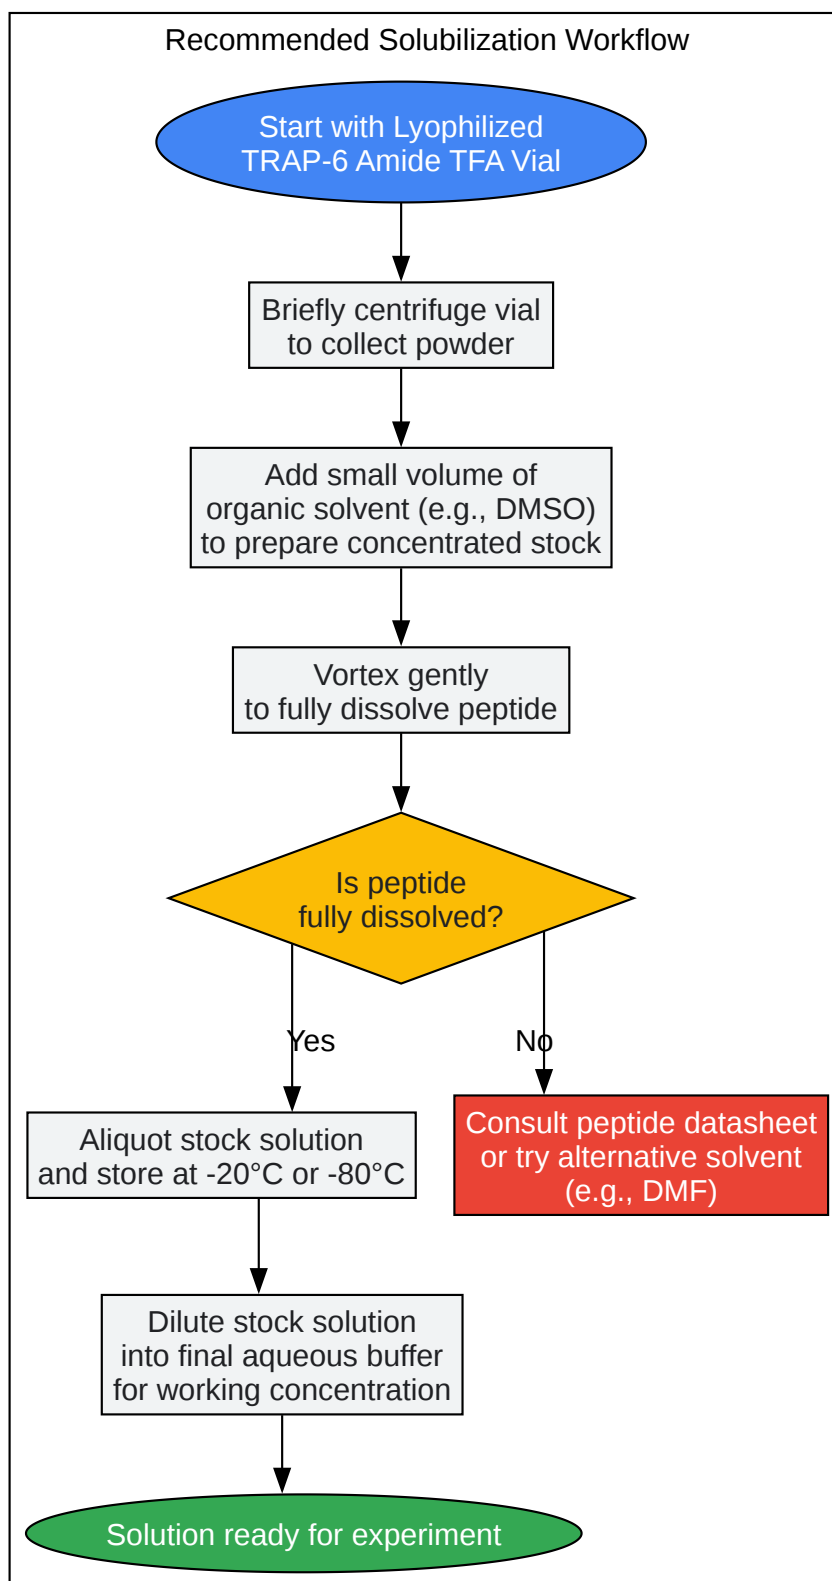 Recommended Solubilization Workflow
Start with Lyophilized
TRAP-6 Amide TFA Vial
Briefly centrifuge vial
to collect powder
Add small volume of
organic solvent (e.g., DMSO)
to prepare concentrated stock
Vortex gently
to fully dissolve peptide
Is peptide
fully dissolved?
Yes
No
Aliquot stock solution
and store at -20°C or -80°C
Consult peptide datasheet
or try alternative solvent
(e.g., DMF)
Dilute stock solution
into final aqueous buffer
for working concentration
Solution ready for experiment